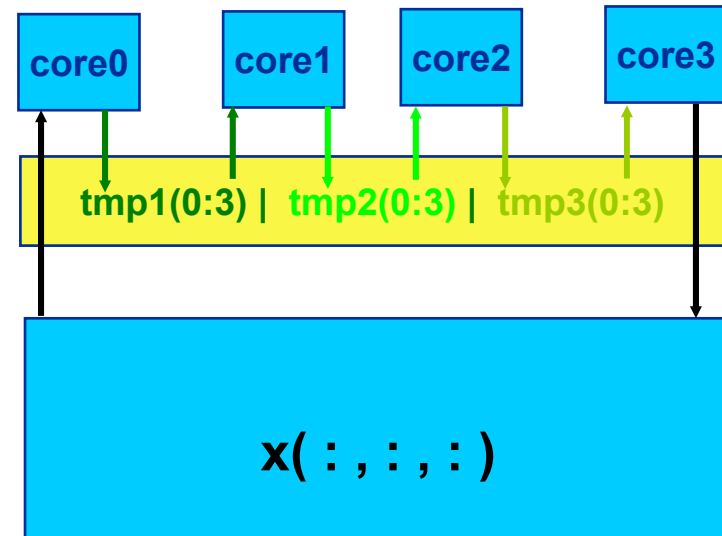 core0 core1 core2 core3
tmp1(0:3) | tmp2(0:3) | tmp3(0:3)
x( : , : , : )